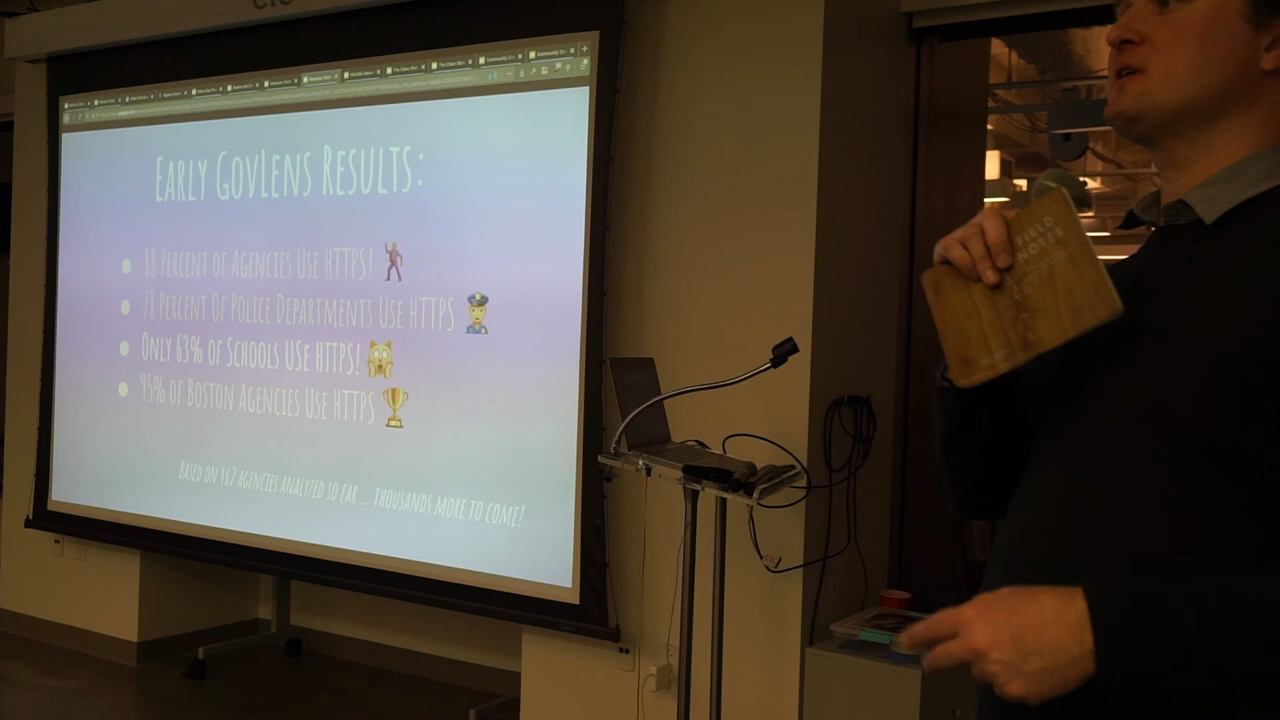 Early GovLens Results:
88 Percent of Agencies Use HTTPS!
78 Percent Of Police Departments Use HTTPS
Only 63% of Schools USe HTTPS!
95% of Boston Agencies Use HTTPS
Based on 462 agencies analyzed so far ... thousands more to come!
FIELD
NOTES